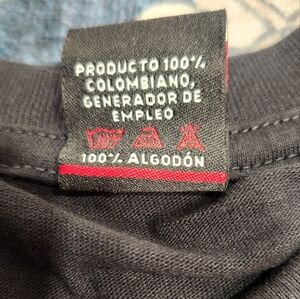 PRODUCTO 100%
COLOMBIANO,
GENERADOR DE
EMPLEO
100% ALGODÓN